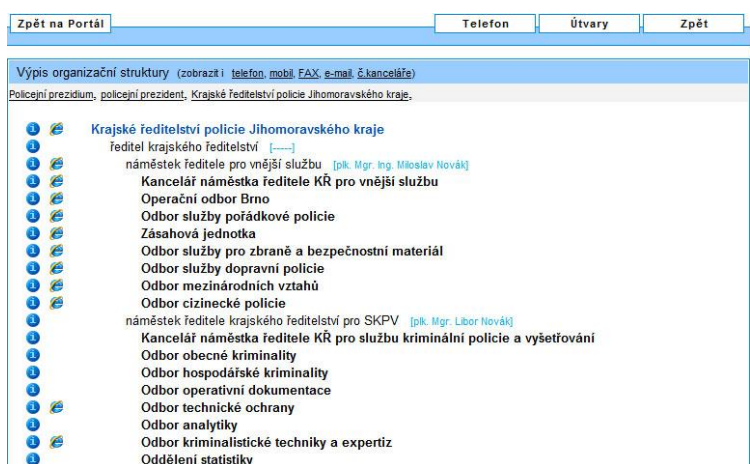 Zpět na Portál Telefon Útvary Zpět
Výpis organizační struktury (zobrazit i telefon, mobil, FAX, e-mail, č.kanceláře)
Policejní prezidium, policejní prezident, Krajské ředitelství policie Jihomoravského kraje,
Krajské ředitelství policie Jihomoravského kraje
ředitel krajského ředitelství [-----]
náměstek ředitele pro vnější službu [plk. Mgr. Ing. Miloslav Novák]
Kancelář náměstka ředitele KŘ pro vnější službu
Operační odbor Brno
Odbor služby pořádkové policie
Zásahová jednotka
Odbor služby pro zbraně a bezpečnostní materiál
Odbor služby dopravní policie
Odbor mezinárodních vztahů
Odbor cizinecké policie
náměstek ředitele krajského ředitelství pro SKPV [plk. Mgr. Libor Novák]
Kancelář náměstka ředitele KŘ pro službu kriminální policie a vyšetřování
Odbor obecné kriminality
Odbor hospodářské kriminality
Odbor operativní dokumentace
Odbor technické ochrany
Odbor analytiky
Odbor kriminalistické techniky a expertiz
Oddělení statistiky